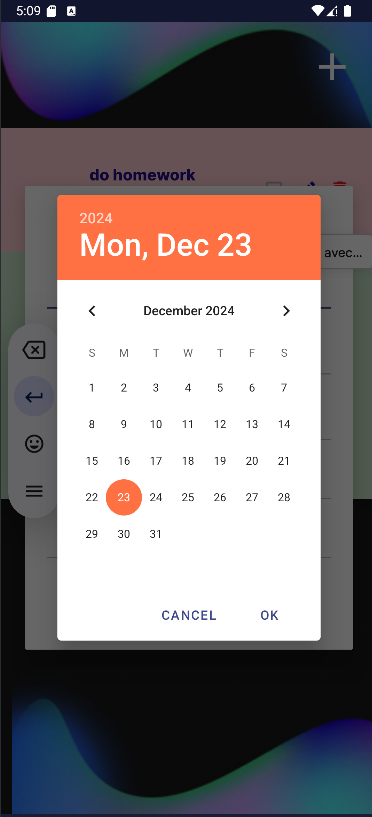 5:09
do homework
avec...
2024
Mon, Dec 23
December 2024
S M T W T F S
1 2 3 4 5 6 7
8 9 10 11 12 13 14
15 16 17 18 19 20 21
22 23 24 25 26 27 28
29 30 31
CANCEL OK